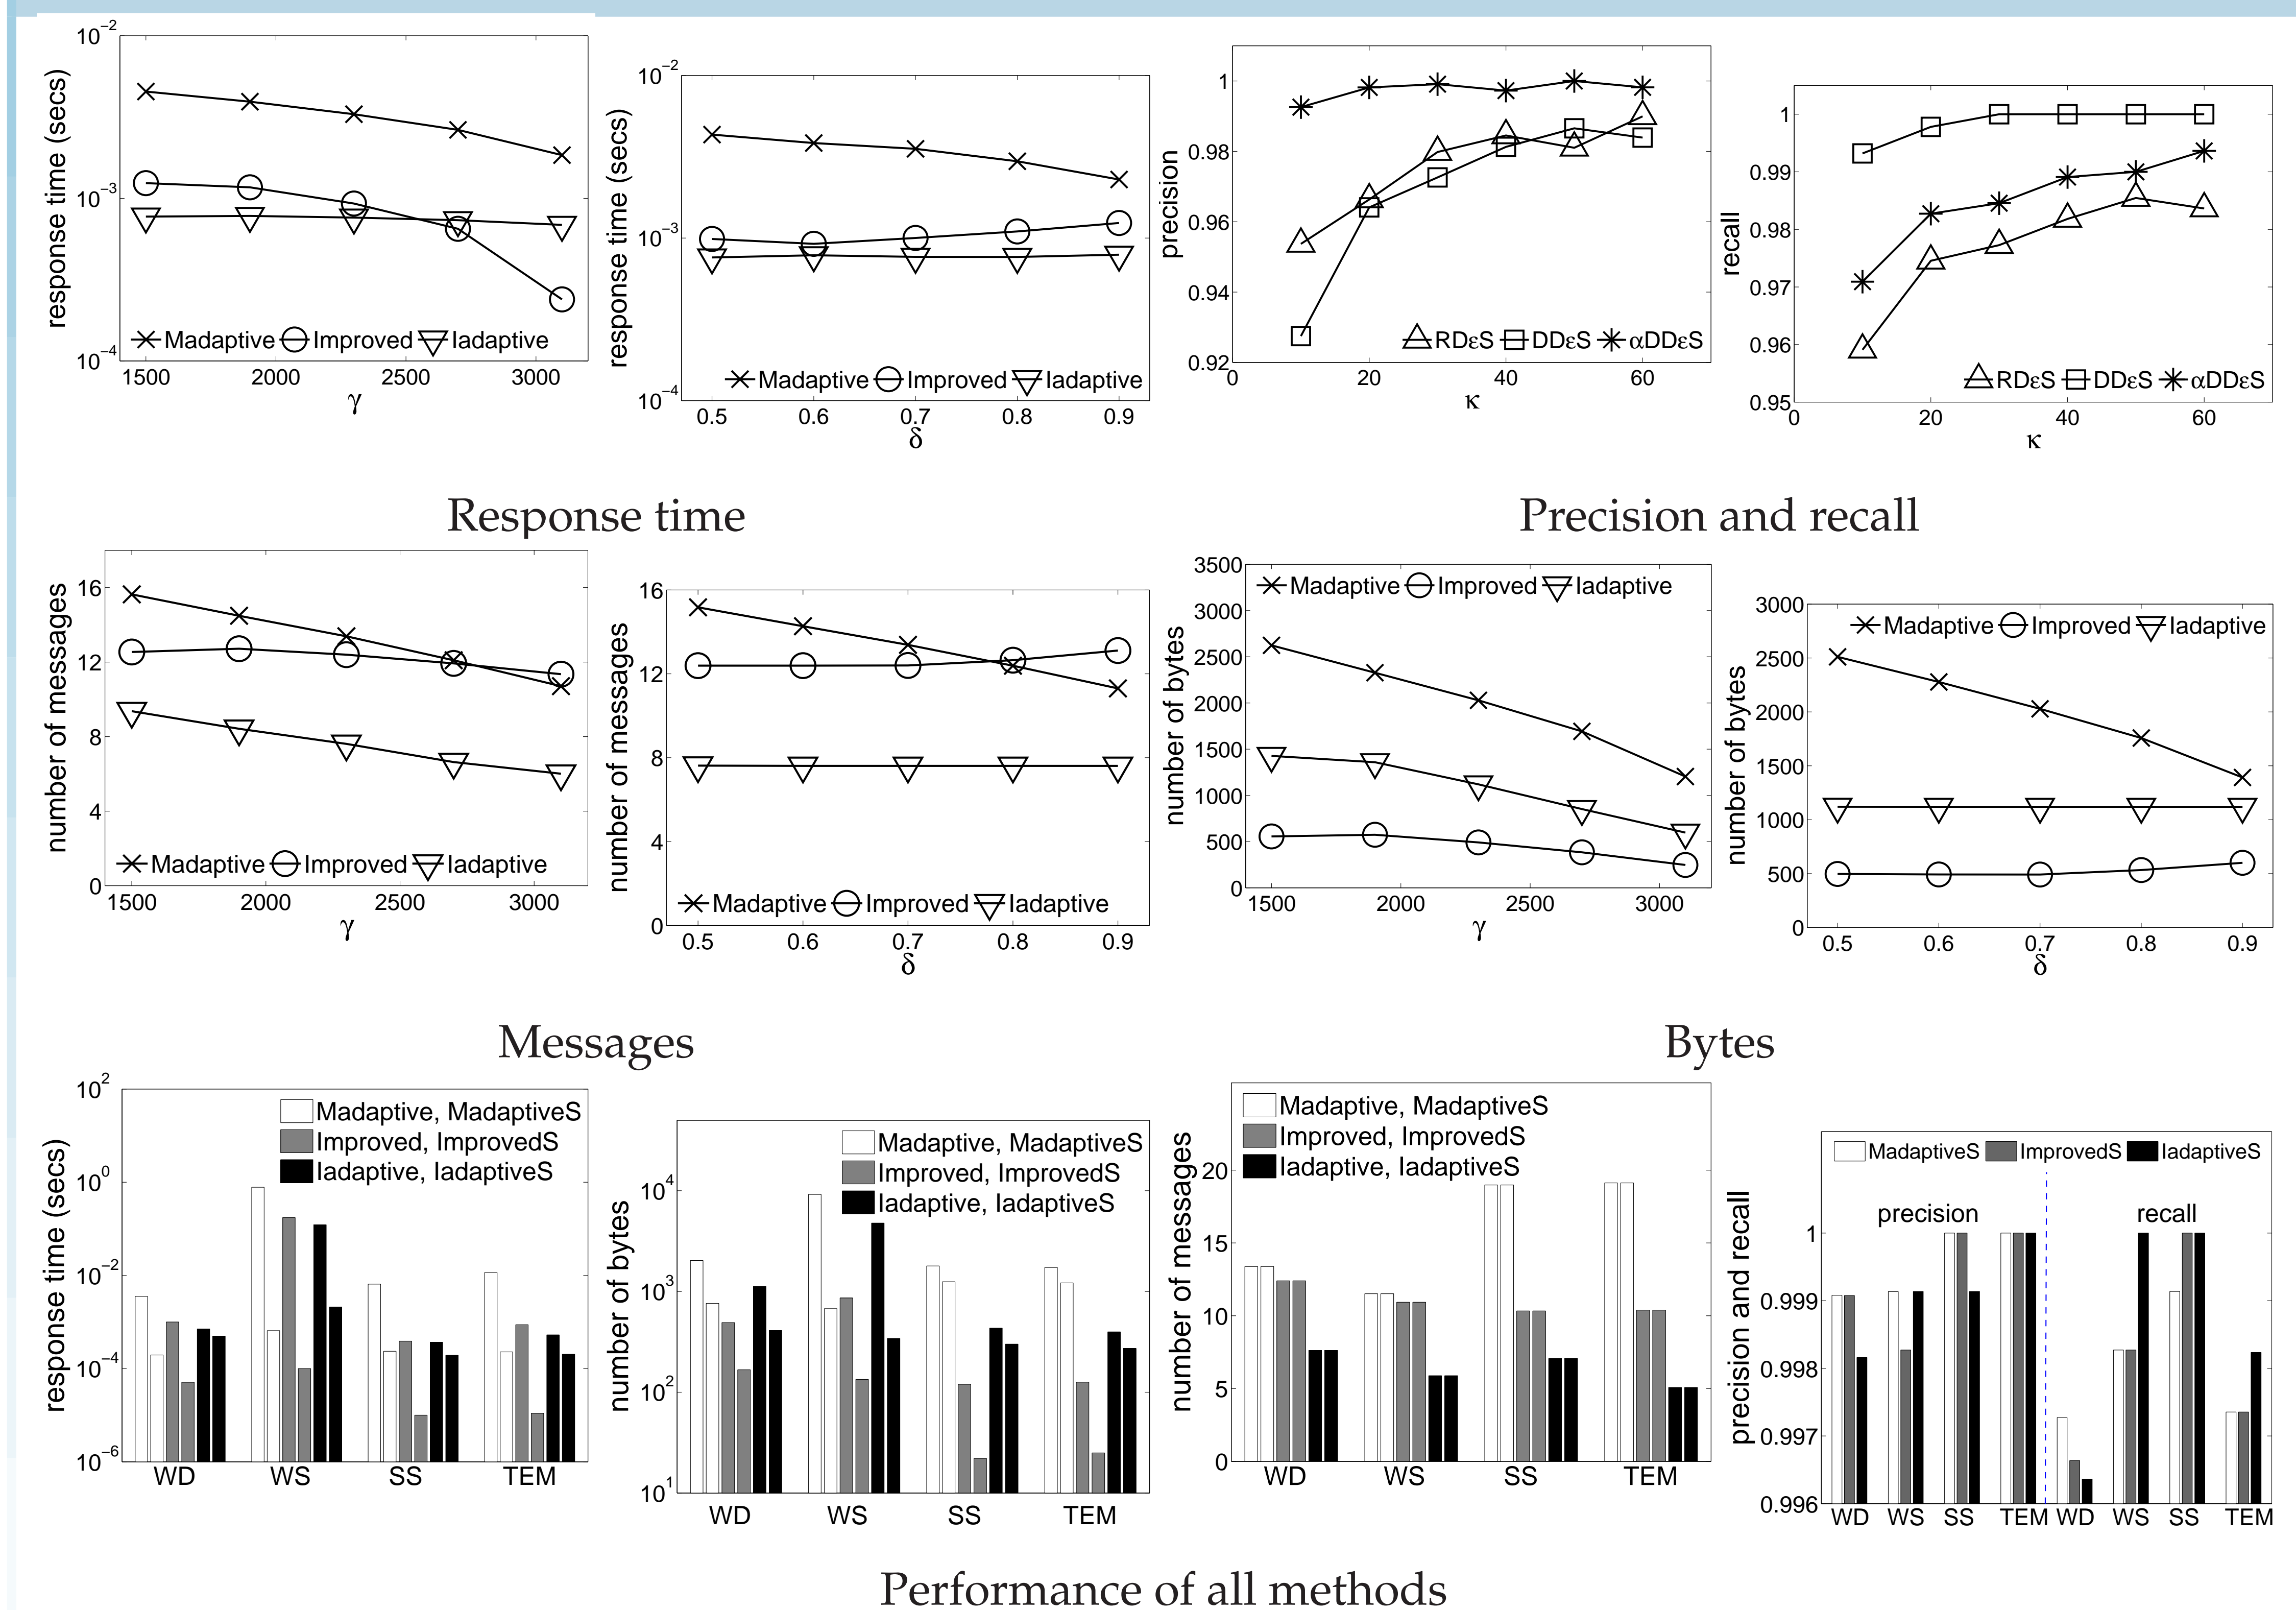 response time (secs)
10−2
10−3
10−4
1500 2000 2500 3000
γ
Madaptive Improved Iadaptive
response time (secs)
10−2
10−3
10−4
0.5 0.6 0.7 0.8 0.9
δ
Madaptive Improved Iadaptive
Response time
precision
1
0.98
0.96
0.94
0.92
0 20 40 60
κ
RDεS DDεS αDDεS
recall
1
0.99
0.98
0.97
0.96
0.95
0 20 40 60
κ
RDεS DDεS αDDεS
Precision and recall
number of messages
16
12
8
4
0
1500 2000 2500 3000
γ
Madaptive Improved Iadaptive
number of messages
16
12
8
4
0
0.5 0.6 0.7 0.8 0.9
δ
Madaptive Improved Iadaptive
Messages
number of bytes
3500
3000
2500
2000
1500
1000
500
0
1500 2000 2500 3000
γ
Madaptive Improved Iadaptive
number of bytes
3000
2500
2000
1500
1000
500
0
0.5 0.6 0.7 0.8 0.9
δ
Madaptive Improved Iadaptive
Bytes
response time (secs)
102
100
10−2
10−4
10−6
WD WS SS TEM
Madaptive, MadaptiveS
Improved, ImprovedS
Iadaptive, IadaptiveS
number of bytes
104
103
102
101
WD WS SS TEM
Madaptive, MadaptiveS
Improved, ImprovedS
Iadaptive, IadaptiveS
number of messages
20
15
10
5
0
WD WS SS TEM
Madaptive, MadaptiveS
Improved, ImprovedS
Iadaptive, IadaptiveS
precision and recall
1
0.999
0.998
0.997
0.996
MadaptiveS ImprovedS IadaptiveS
precision recall
WD WS SS TEM WD WS SS TEM
Performance of all methods